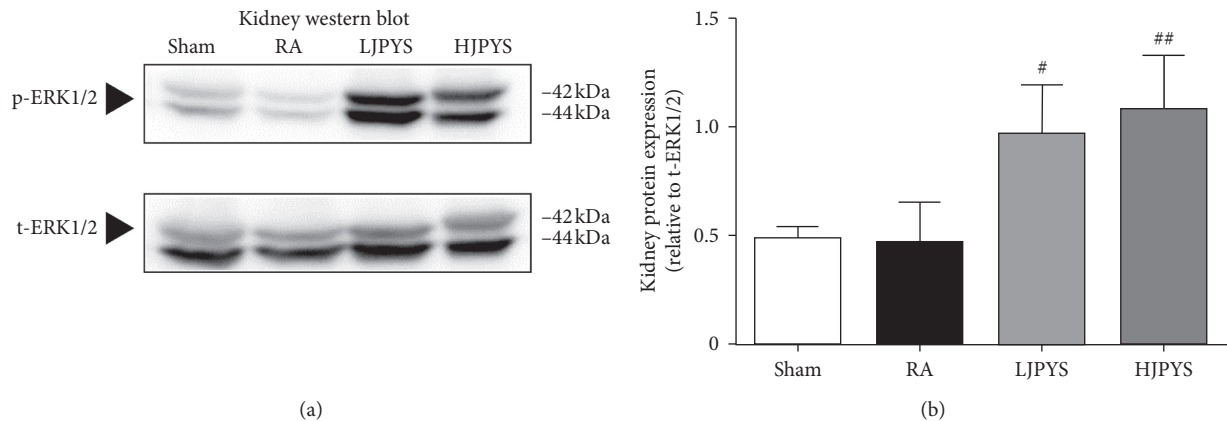 Kidney western blot
Sham RA LJPYS HJPYS
p-ERK1/2
–42 kDa
–44 kDa
t-ERK1/2
–42 kDa
–44 kDa
(a)
Kidney protein expression
(relative to t-ERK1/2)
1.5
1.0
0.5
0
#
##
Sham RA LJPYS HJPYS
(b)